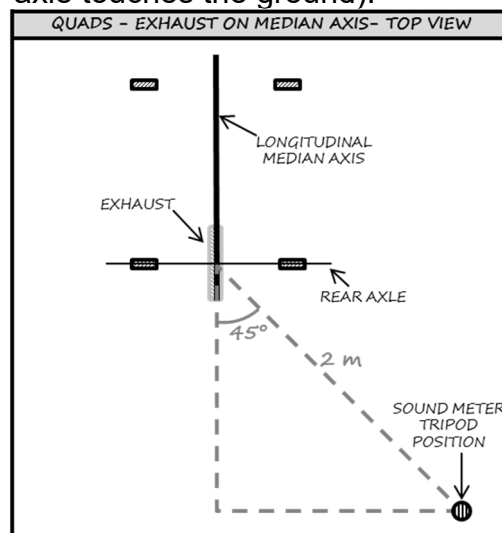 axle touches the ground).
QUADS - EXHAUST ON MEDIAN AXIS- TOP VIEW
LONGITUDINAL
MEDIAN AXIS
EXHAUST
REAR AXLE
45°
2 m
SOUND METER
TRIPOD
POSITION